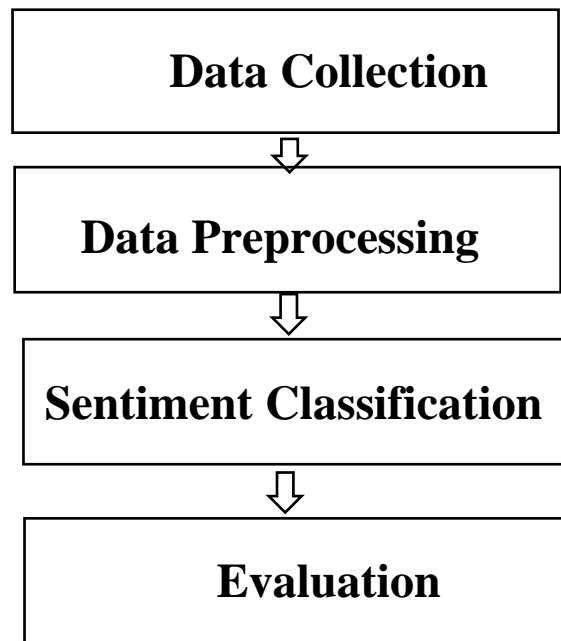 Data Collection
Data Preprocessing
Sentiment Classification
Evaluation